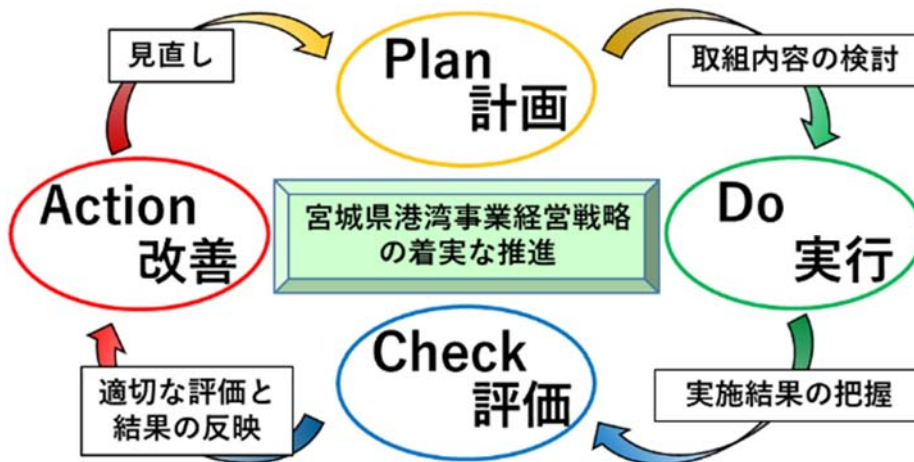 見直し
Plan
計画
取組内容の検討
Action
改善
宮城県港湾事業経営戦略
の着実な推進
Do
実行
適切な評価と
結果の反映
Check
評価
実施結果の把握